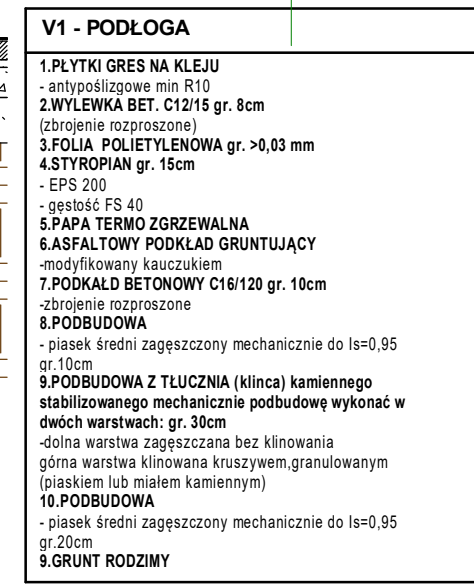 V1 - PODŁOGA
1.PŁYTKI GRES NA KLEJU
- antypoślizgowe min R10
2.WYLEWKA BET. C12/15 gr. 8cm
(zbrojenie rozproszone)
3.FOLIA POLIETYLENOWA gr. >0,03 mm
4.STYROPIAN gr. 15cm
- EPS 200
- gęstość FS 40
5.PAPA TERMO ZGRZEWALNA
6.ASFALTOWY PODKŁAD GRUNTUJĄCY
-modyfikowany kauczukiem
7.PODKAŁD BETONOWY C16/120 gr. 10cm
-zbrojenie rozproszone
8.PODBUDOWA
- piasek średni zagęszczony mechanicznie do Is=0,95
gr.10cm
9.PODBUDOWA Z TŁUCZNIA (klinca) kamiennego
stabilizowanego mechanicznie podbudowę wykonać w
dwóch warstwach: gr. 30cm
-dolna warstwa zagęszczana bez klinowania
górna warstwa klinowana kruszywem,granulowanym
(piaskiem lub miałem kamiennym)
10.PODBUDOWA
- piasek średni zagęszczony mechanicznie do Is=0,95
gr.20cm
9.GRUNT RODZIMY